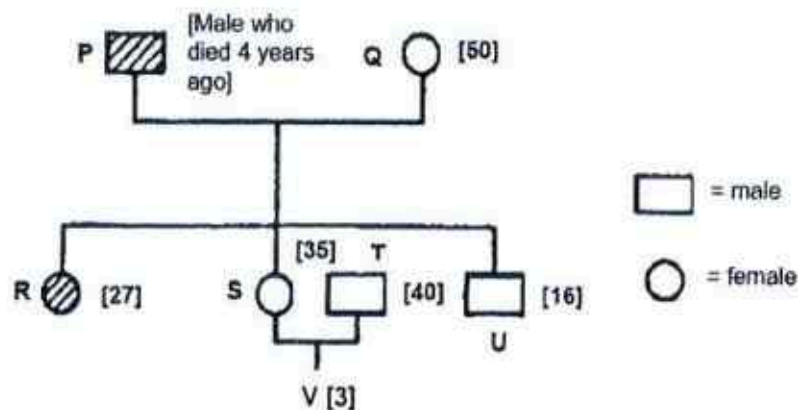 P
[Male who
died 4 years
ago]
Q
[50]
= male
= female
R
[27]
S
[35]
T
[40]
[16]
U
V [3]